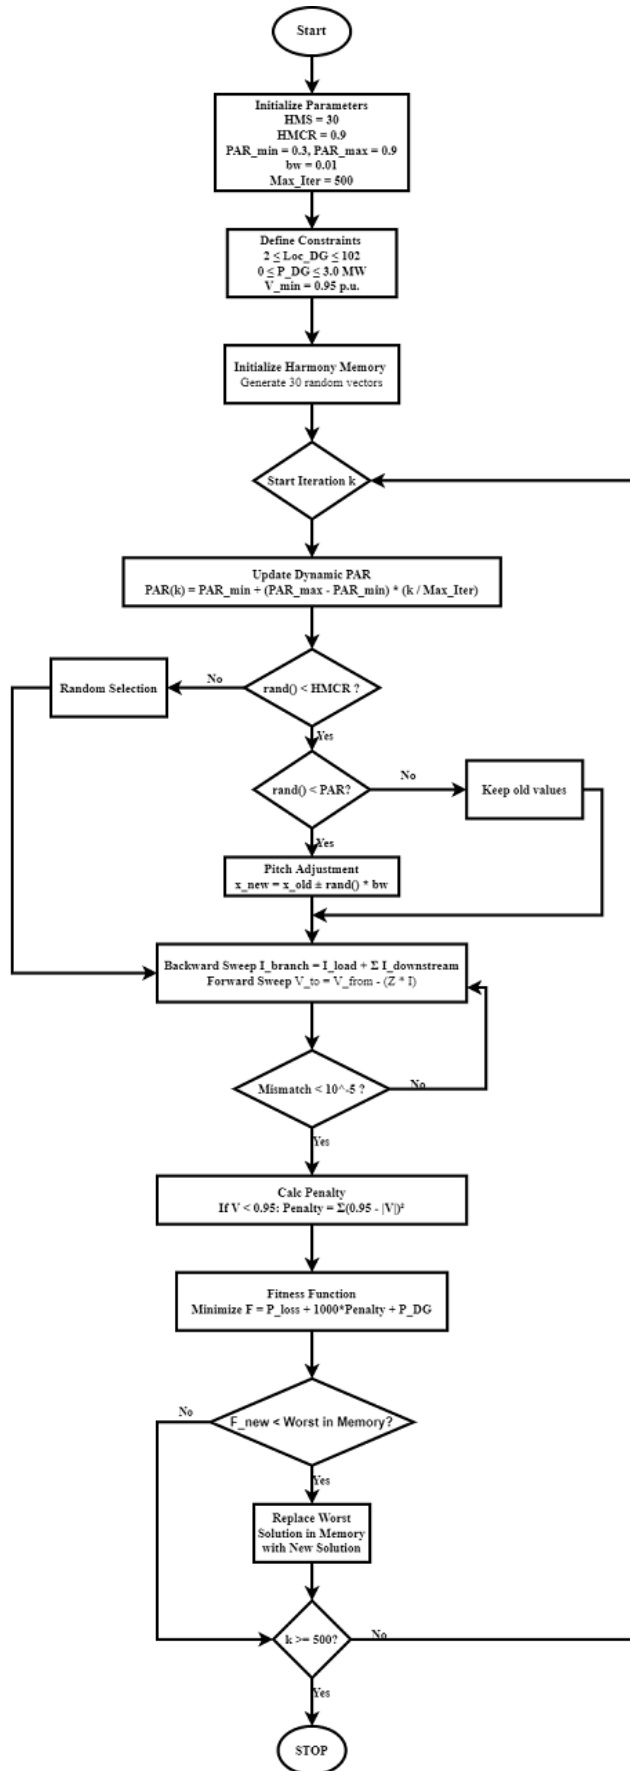 Start
Initialize Parameters
HMS = 30
HMCR = 0.9
PAR_min = 0.3, PAR_max = 0.9
bw = 0.01
Max_Iter = 500
Define Constraints
2 ≤ Loc_DG ≤ 102
0 ≤ P_DG ≤ 3.0 MW
V_min = 0.95 p.u.
Initialize Harmony Memory
Generate 30 random vectors
Start Iteration k
Update Dynamic PAR
PAR(k) = PAR_min + (PAR_max - PAR_min) * (k / Max_Iter)
rand() < HMCR ?
No
Random Selection
Yes
rand() < PAR?
No
Keep old values
Yes
Pitch Adjustment
x_new = x_old ± rand() * bw
Backward Sweep I_branch = I_load + Σ I_downstream
Forward Sweep V_to = V_from - (Z * I)
Mismatch < 10^-5 ?
No
Yes
Calc Penalty
If V < 0.95: Penalty = Σ(0.95 - |V|)²
Fitness Function
Minimize F = P_loss + 1000*Penalty + P_DG
No
F_new < Worst in Memory?
Yes
Replace Worst
Solution in Memory
with New Solution
k >= 500?
No
Yes
STOP